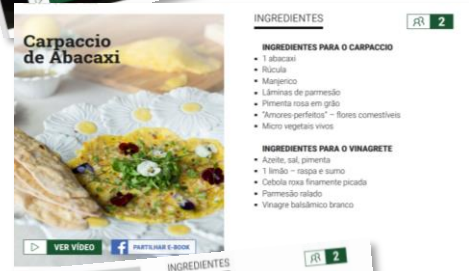 Carpaccio
de Abacaxi
VER VÍDEO
PARTILHAR E-BOOK
INGREDIENTES
2
INGREDIENTES PARA O CARPACCIO
• 1 abacaxi
• Rúcula
• Manjerico
• Lâminas de parmesão
• Pimenta rosa em grão
• "Amores-perfeitos" – flores comestíveis
• Micro vegetais vivos
INGREDIENTES PARA O VINAGRETE
• Azeite, sal, pimenta
• 1 limão – raspa e sumo
• Cebola roxa finamente picada
• Parmesão ralado
• Vinagre balsâmico branco
INGREDIENTES
2